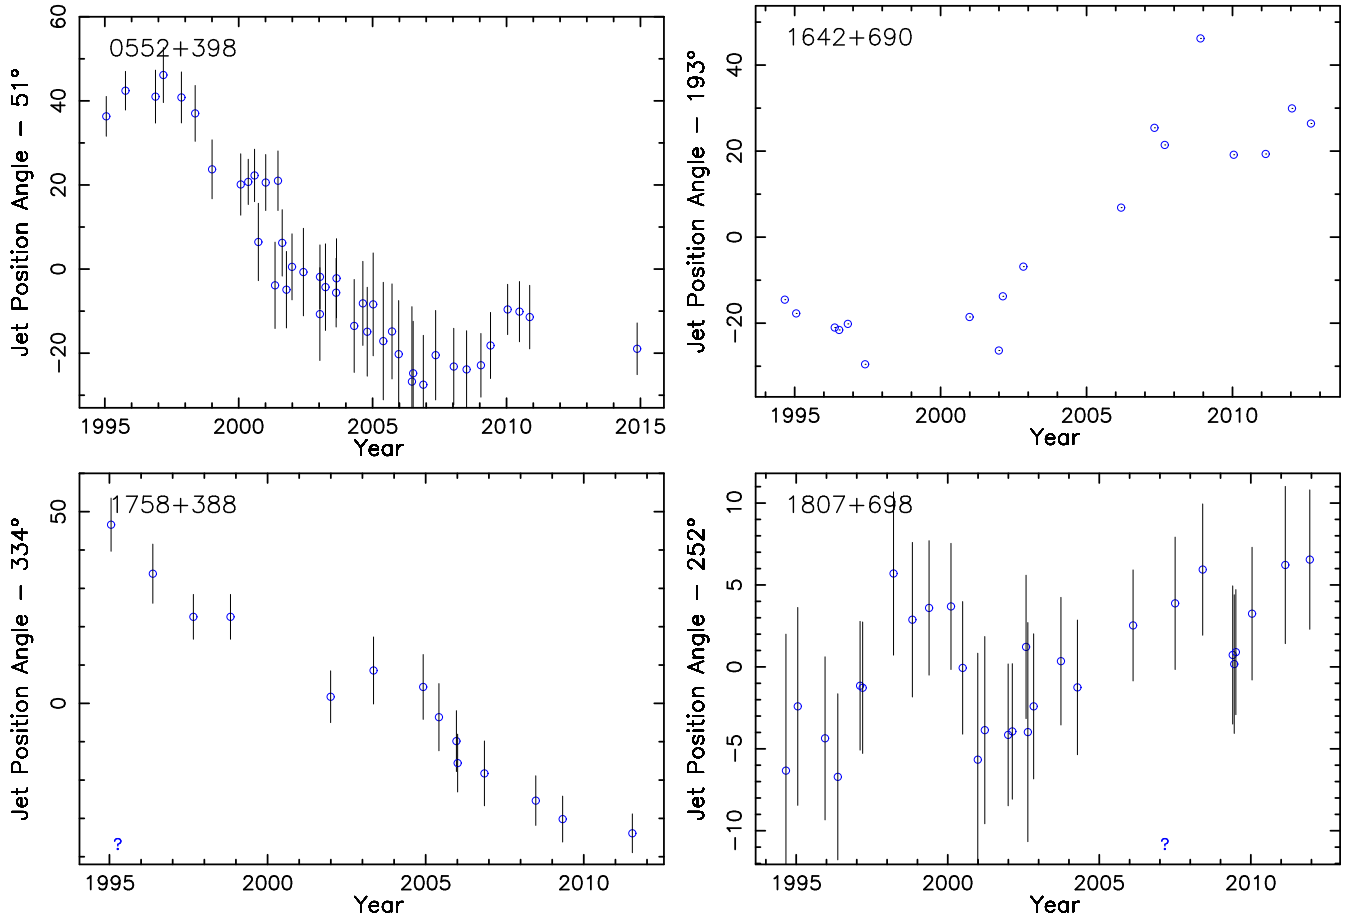 0552+398
Jet Position Angle − 51°
60
40
20
0
−20
1995 2000 2005 2010 2015
Year
1642+690
Jet Position Angle − 193°
40
20
0
−20
1995 2000 2005 2010
Year
1758+388
Jet Position Angle − 334°
50
0
?
1995 2000 2005 2010
Year
1807+698
Jet Position Angle − 252°
10
5
0
−5
−10
?
1995 2000 2005 2010
Year